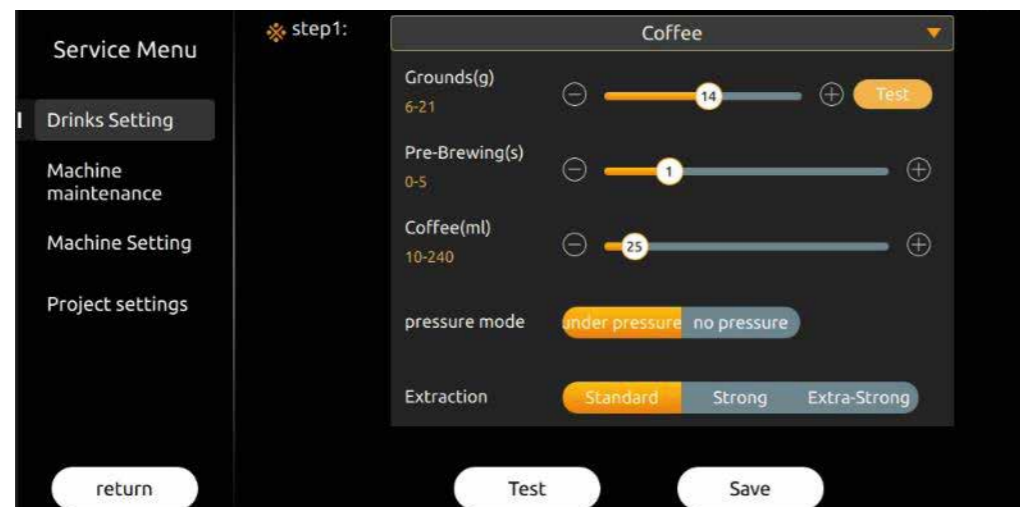 Service Menu
Drinks Setting
Machine
maintenance
Machine Setting
Project settings
return
step1:
Coffee
Grounds(g)
6-21
14
Test
Pre-Brewing(s)
0-5
1
Coffee(ml)
10-240
25
pressure mode
under pressure no pressure
Extraction
Standard Strong Extra-Strong
Test
Save